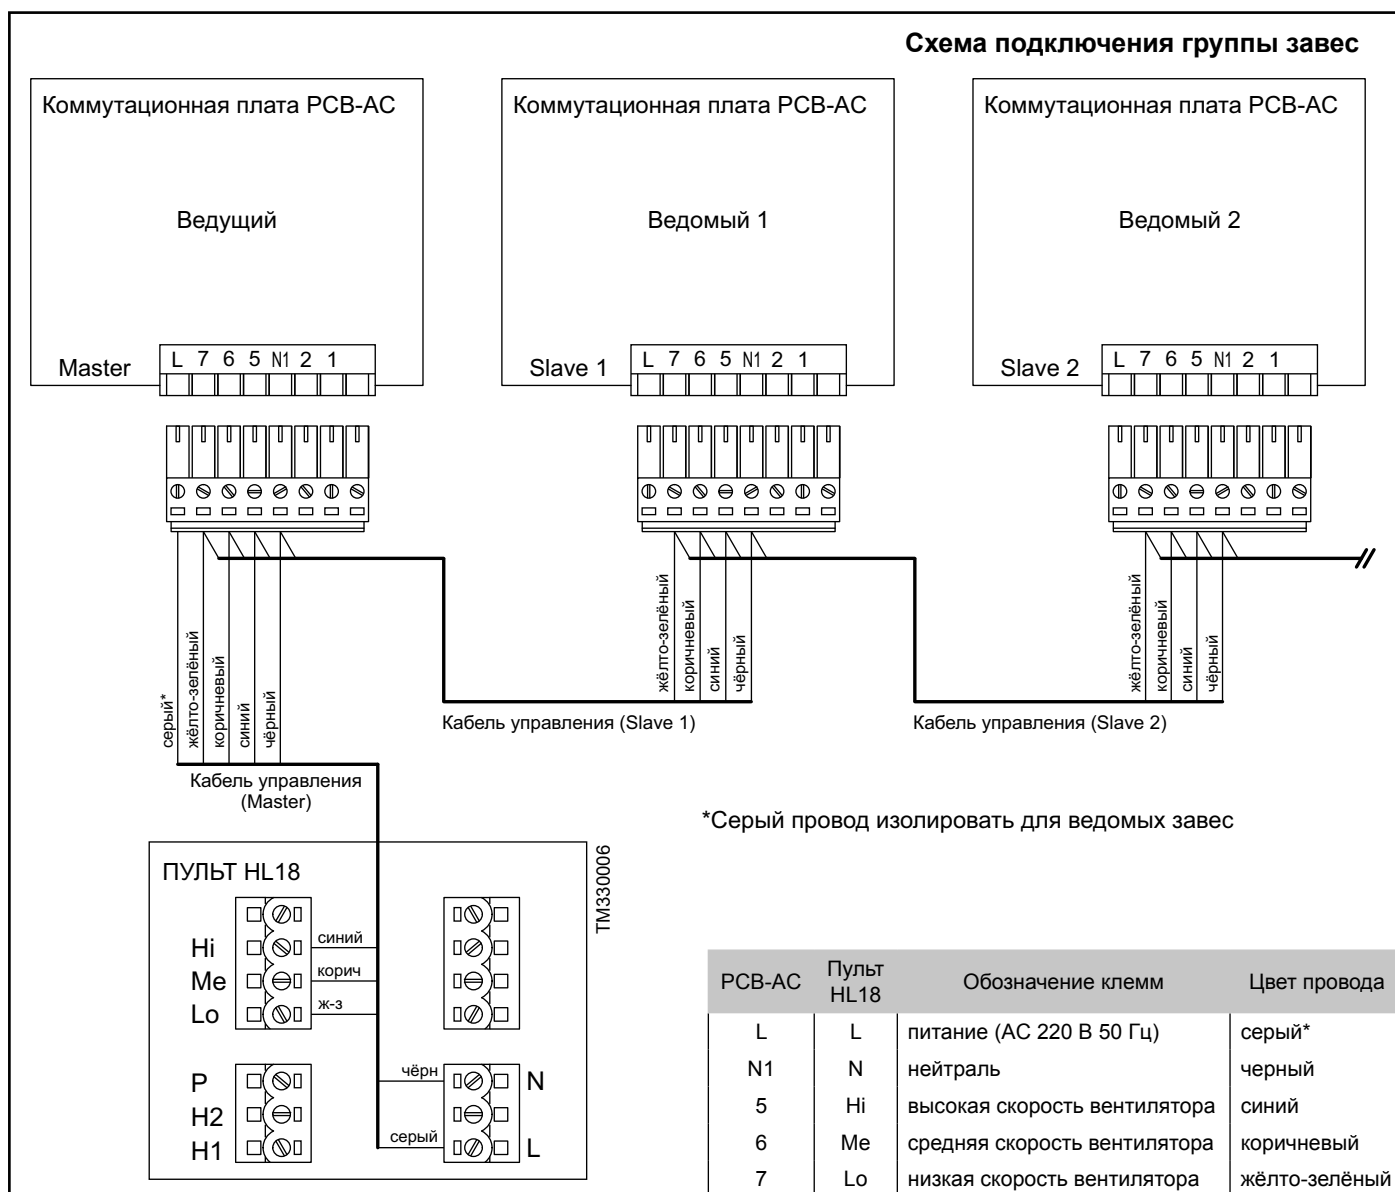 Схема подключения группы завес
Коммутационная плата PCB-AC
Ведущий
Master
L 7 6 5 N1 2 1
Коммутационная плата PCB-AC
Ведомый 1
Slave 1
L 7 6 5 N1 2 1
Коммутационная плата PCB-AC
Ведомый 2
Slave 2
L 7 6 5 N1 2 1
серый*
жёлто-зелёный
коричневый
синий
чёрный
жёлто-зелёный
коричневый
синий
чёрный
жёлто-зелёный
коричневый
синий
чёрный
Кабель управления (Slave 1)
Кабель управления (Slave 2)
Кабель управления
(Master)
*Серый провод изолировать для ведомых завес
ПУЛЬТ HL18
TM330006
Hi
синий
Me
корич
Lo
ж-з
P
чёрн
N
H2
H1
серый
L
PCB-AC Пульт HL18 Обозначение клемм Цвет провода
L L питание (AC 220 В 50 Гц) серый*
N1 N нейтраль черный
5 Hi высокая скорость вентилятора синий
6 Me средняя скорость вентилятора коричневый
7 Lo низкая скорость вентилятора жёлто-зелёный